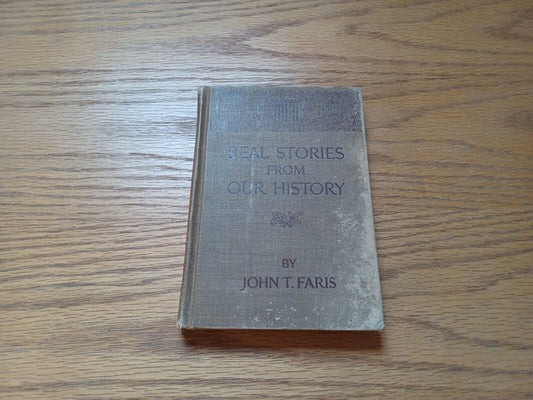 REAL STORIES
FROM
OUR HISTORY
BY
JOHN T. FARIS